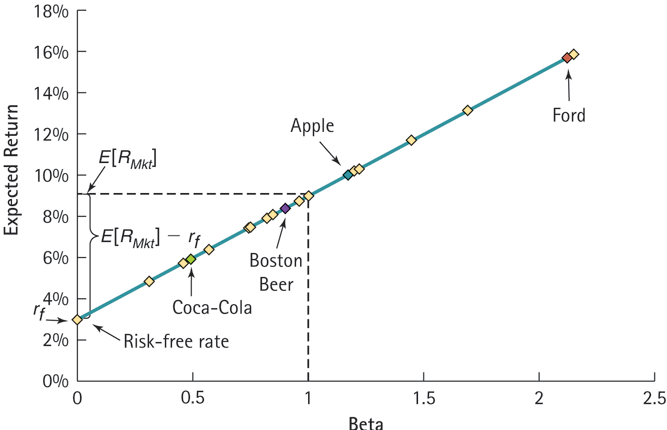 18%
16%
14%
12%
10%
8%
6%
4%
2%
0%
Expected Return
E[R_Mkt]
E[R_Mkt] − r_f
r_f
Risk-free rate
Coca-Cola
Boston
Beer
Apple
Ford
0
0.5
1
1.5
2
2.5
Beta